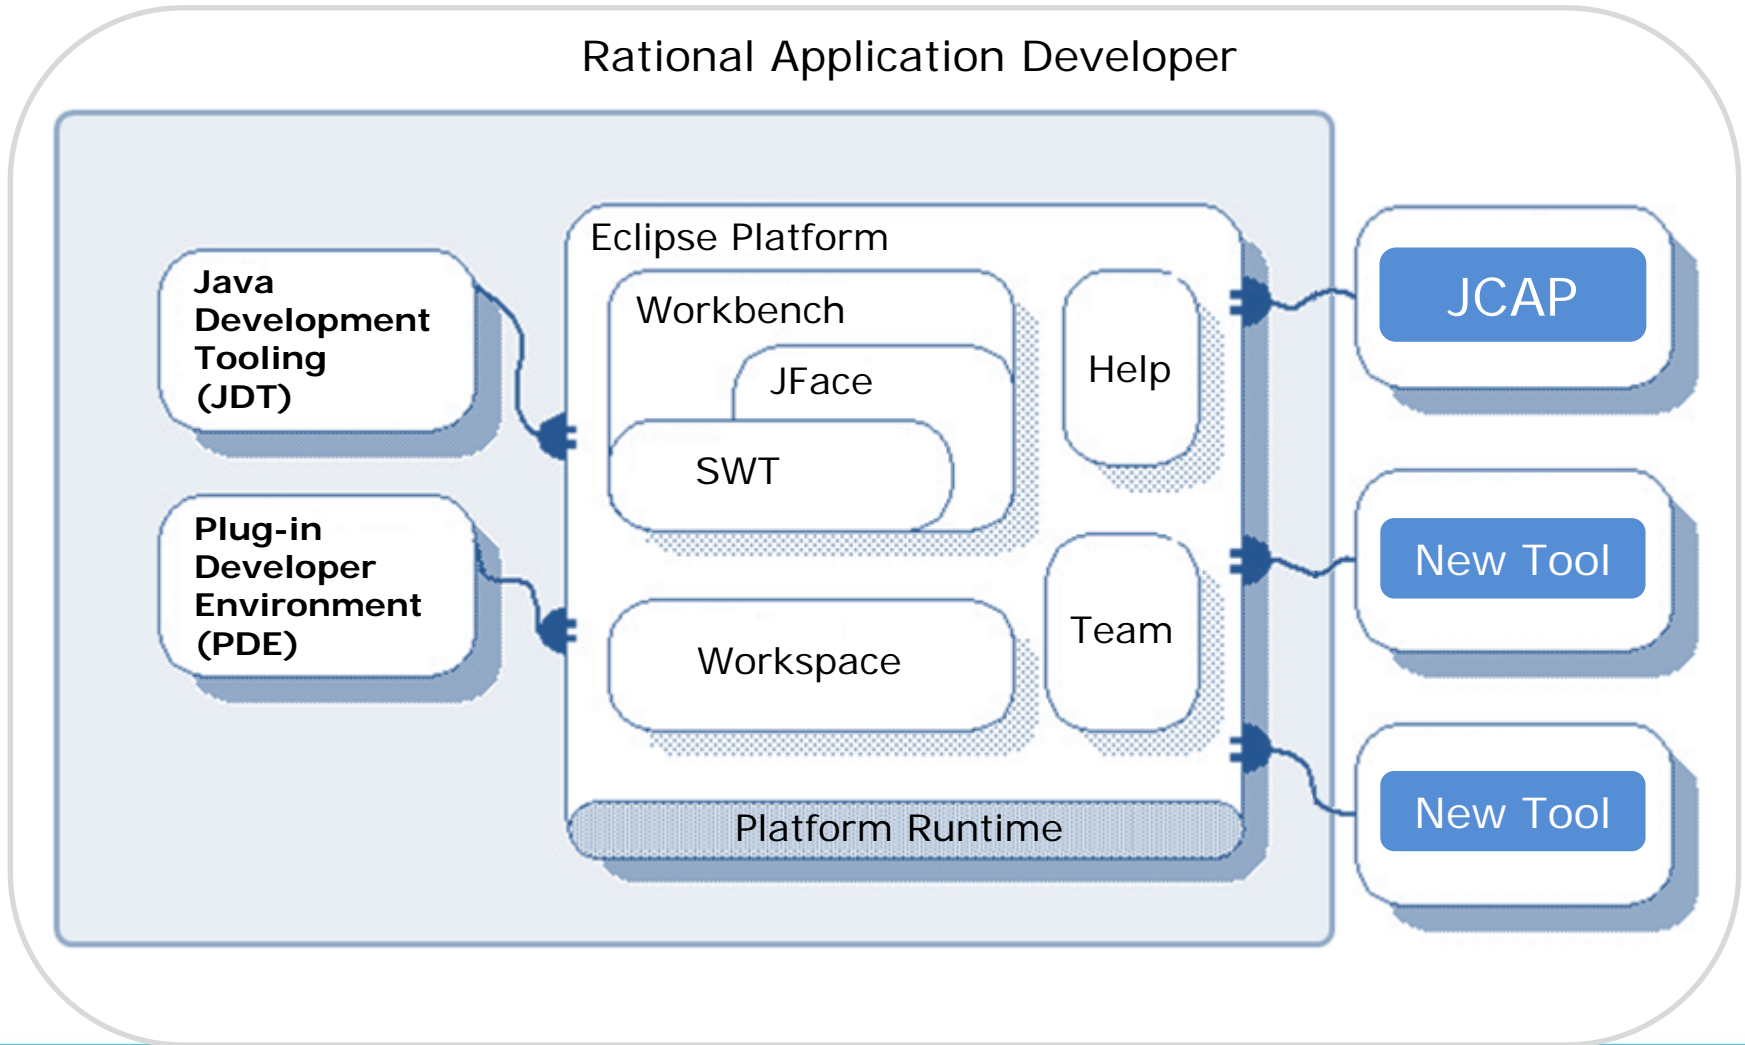 Rational Application Developer
Java
Development
Tooling
(JDT)
Plug-in
Developer
Environment
(PDE)
Eclipse Platform
Workbench
JFace
SWT
Workspace
Help
Team
Platform Runtime
JCAP
New Tool
New Tool